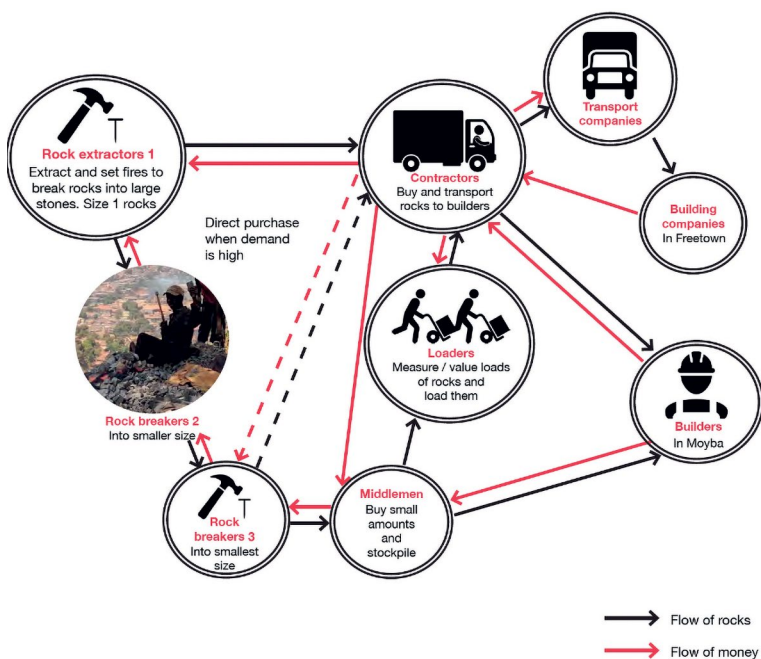 Transport
companies
Rock extractors 1
Extract and set fires to
break rocks into large
stones. Size 1 rocks
Contractors
Buy and transport
rocks to builders
Building
companies
In Freetown
Direct purchase
when demand
is high
Loaders
Measure / value loads
of rocks and
load them
Rock breakers 2
Into smaller size
Builders
In Moyba
Rock
breakers 3
Into smallest
size
Middlemen
Buy small
amounts
and
stockpile
Flow of rocks
Flow of money